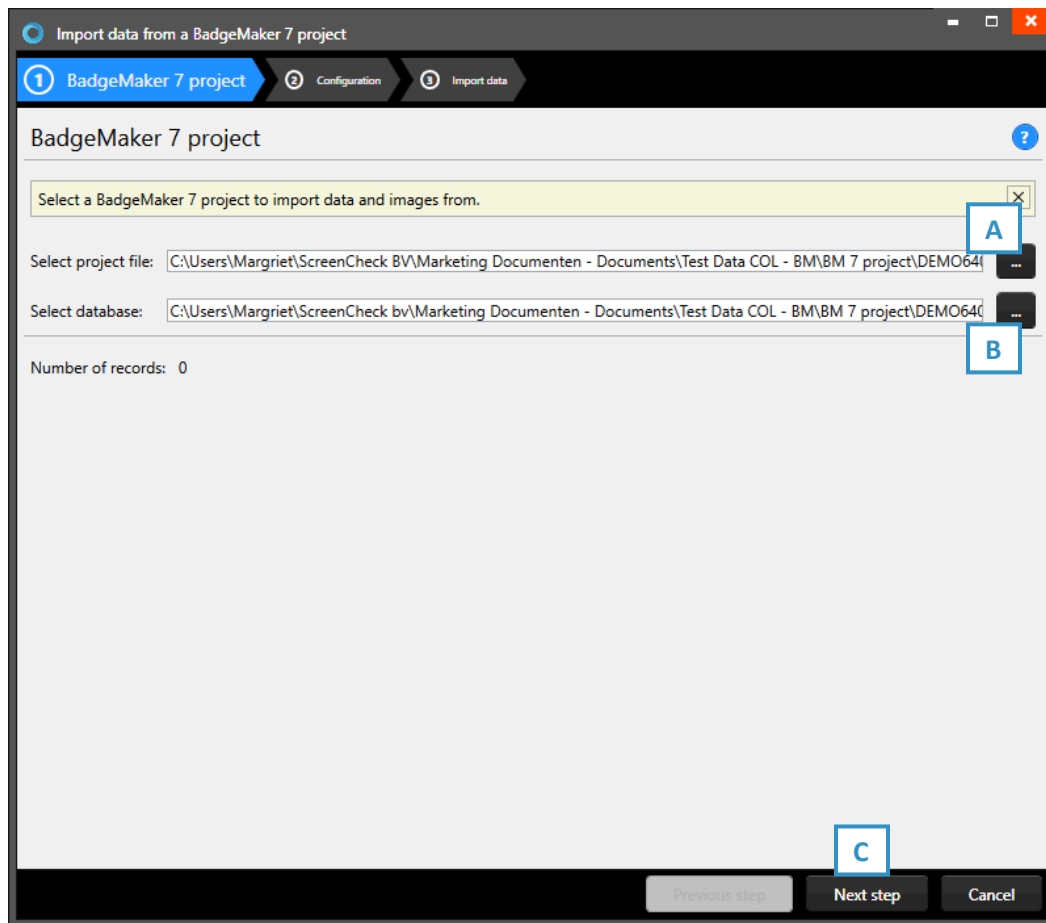 Import data from a BadgeMaker 7 project
1 BadgeMaker 7 project 2 Configuration 3 Import data
BadgeMaker 7 project ?
Select a BadgeMaker 7 project to import data and images from.
A
Select project file: C:\Users\Margriet\ScreenCheck BV\Marketing Documenten - Documents\Test Data COL - BM\BM 7 project\DEMO640 ...
Select database: C:\Users\Margriet\ScreenCheck bv\Marketing Documenten - Documents\Test Data COL - BM\BM 7 project\DEMO640 ...
B
Number of records: 0
C
Previous step Next step Cancel